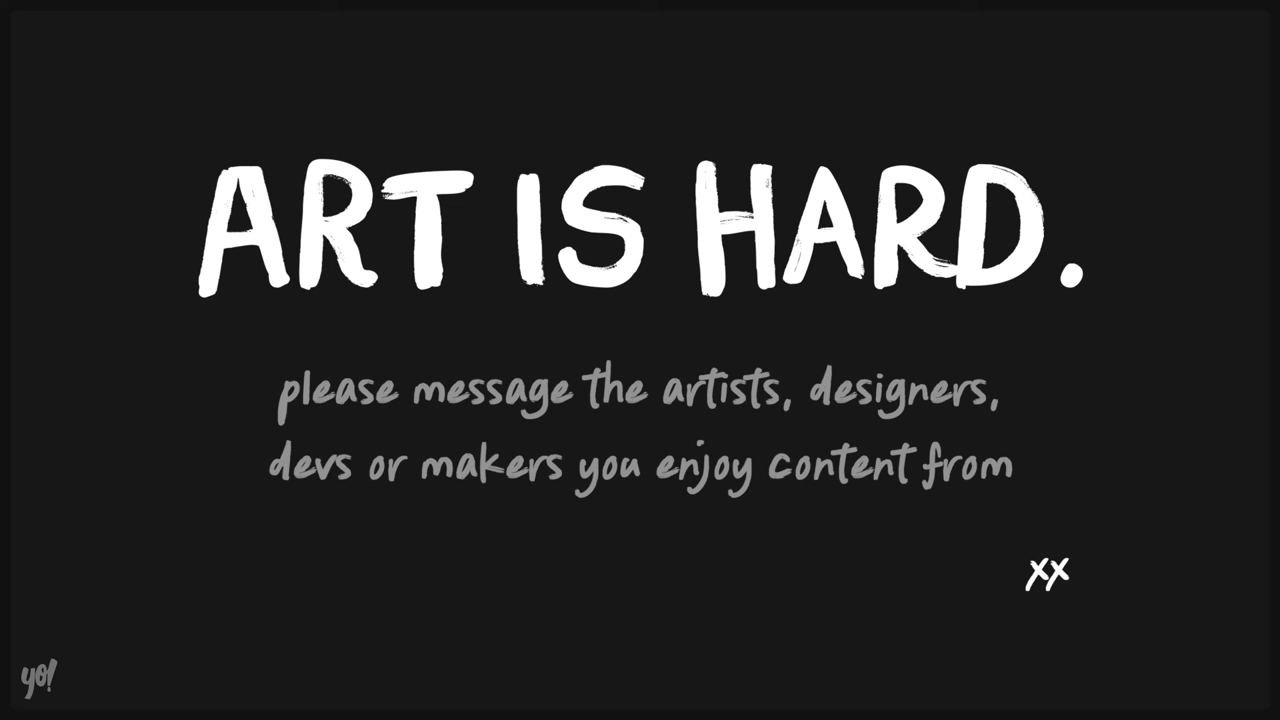 ART IS HARD.
please message the artists, designers,
devs or makers you enjoy content from
xx
yo!